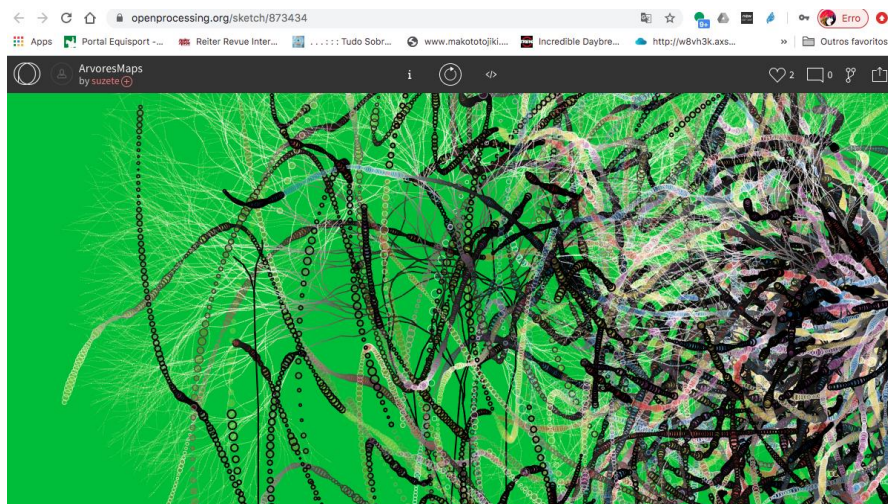 openprocessing.org/sketch/873434
Erro
Apps
Portal Equisport -...
Reiter Revue Inter...
. . .: : : Tudo Sobr...
www.makototojiki....
Incredible Daybre...
http://w8vh3k.axs...
»
Outros favoritos
ArvoresMaps
by suzete
i
</>
2
0